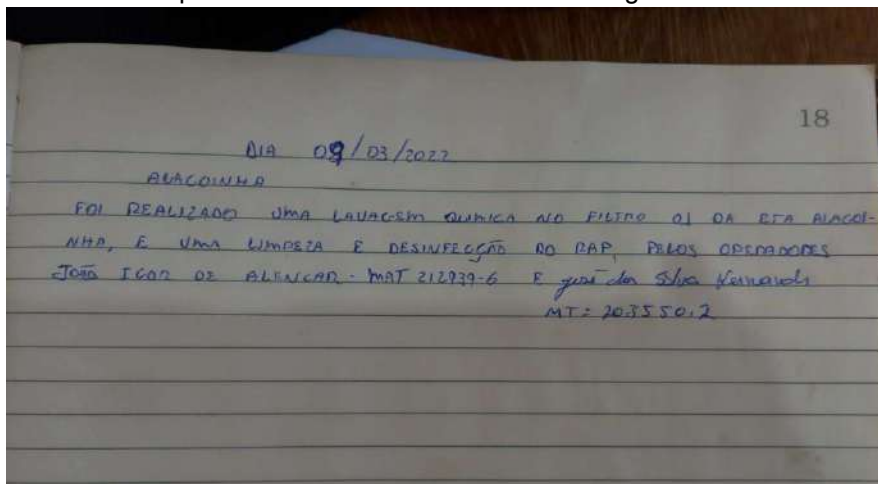 18
DIA 09/03/2022
ALAGOINHA
FOI REALIZADO UMA LAVAGEM QUIMICA NO FILTRO 01 DA ETA ALAGOI-
NHA, E UMA LIMPEZA E DESINFECÇÃO DO RAP, PELOS OPERADORES
João IGOR DE ALENCAR - MAT 212939-6 E José da Silva
MT: 203550.2